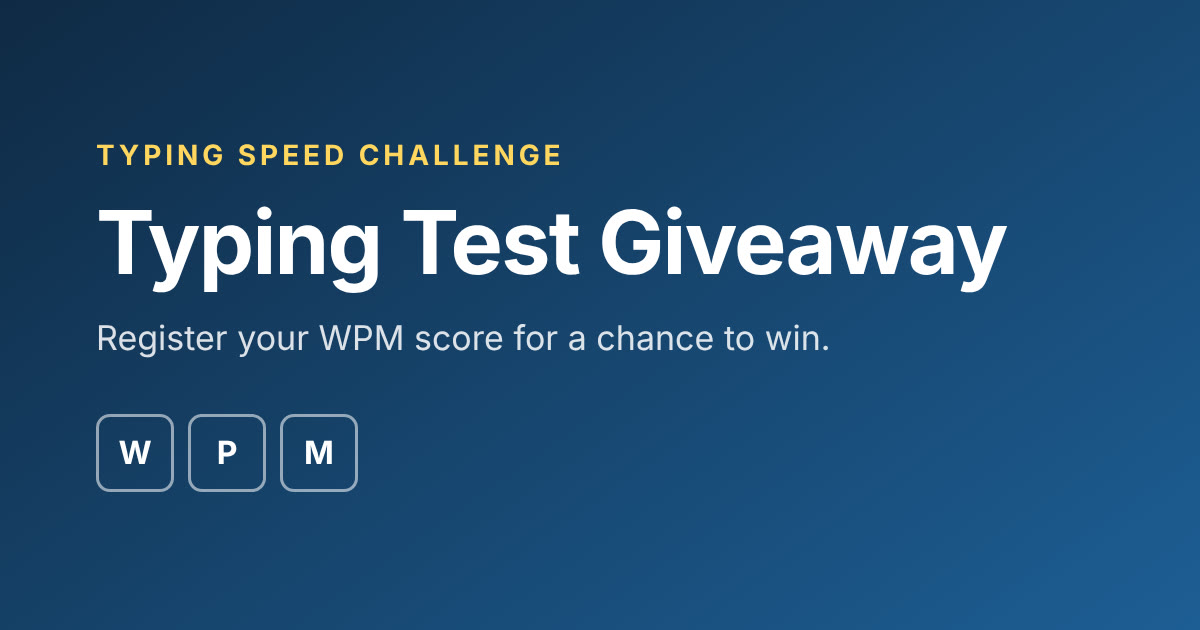 TYPING SPEED CHALLENGE
Typing Test Giveaway
Register your WPM score for a chance to win.
W P M